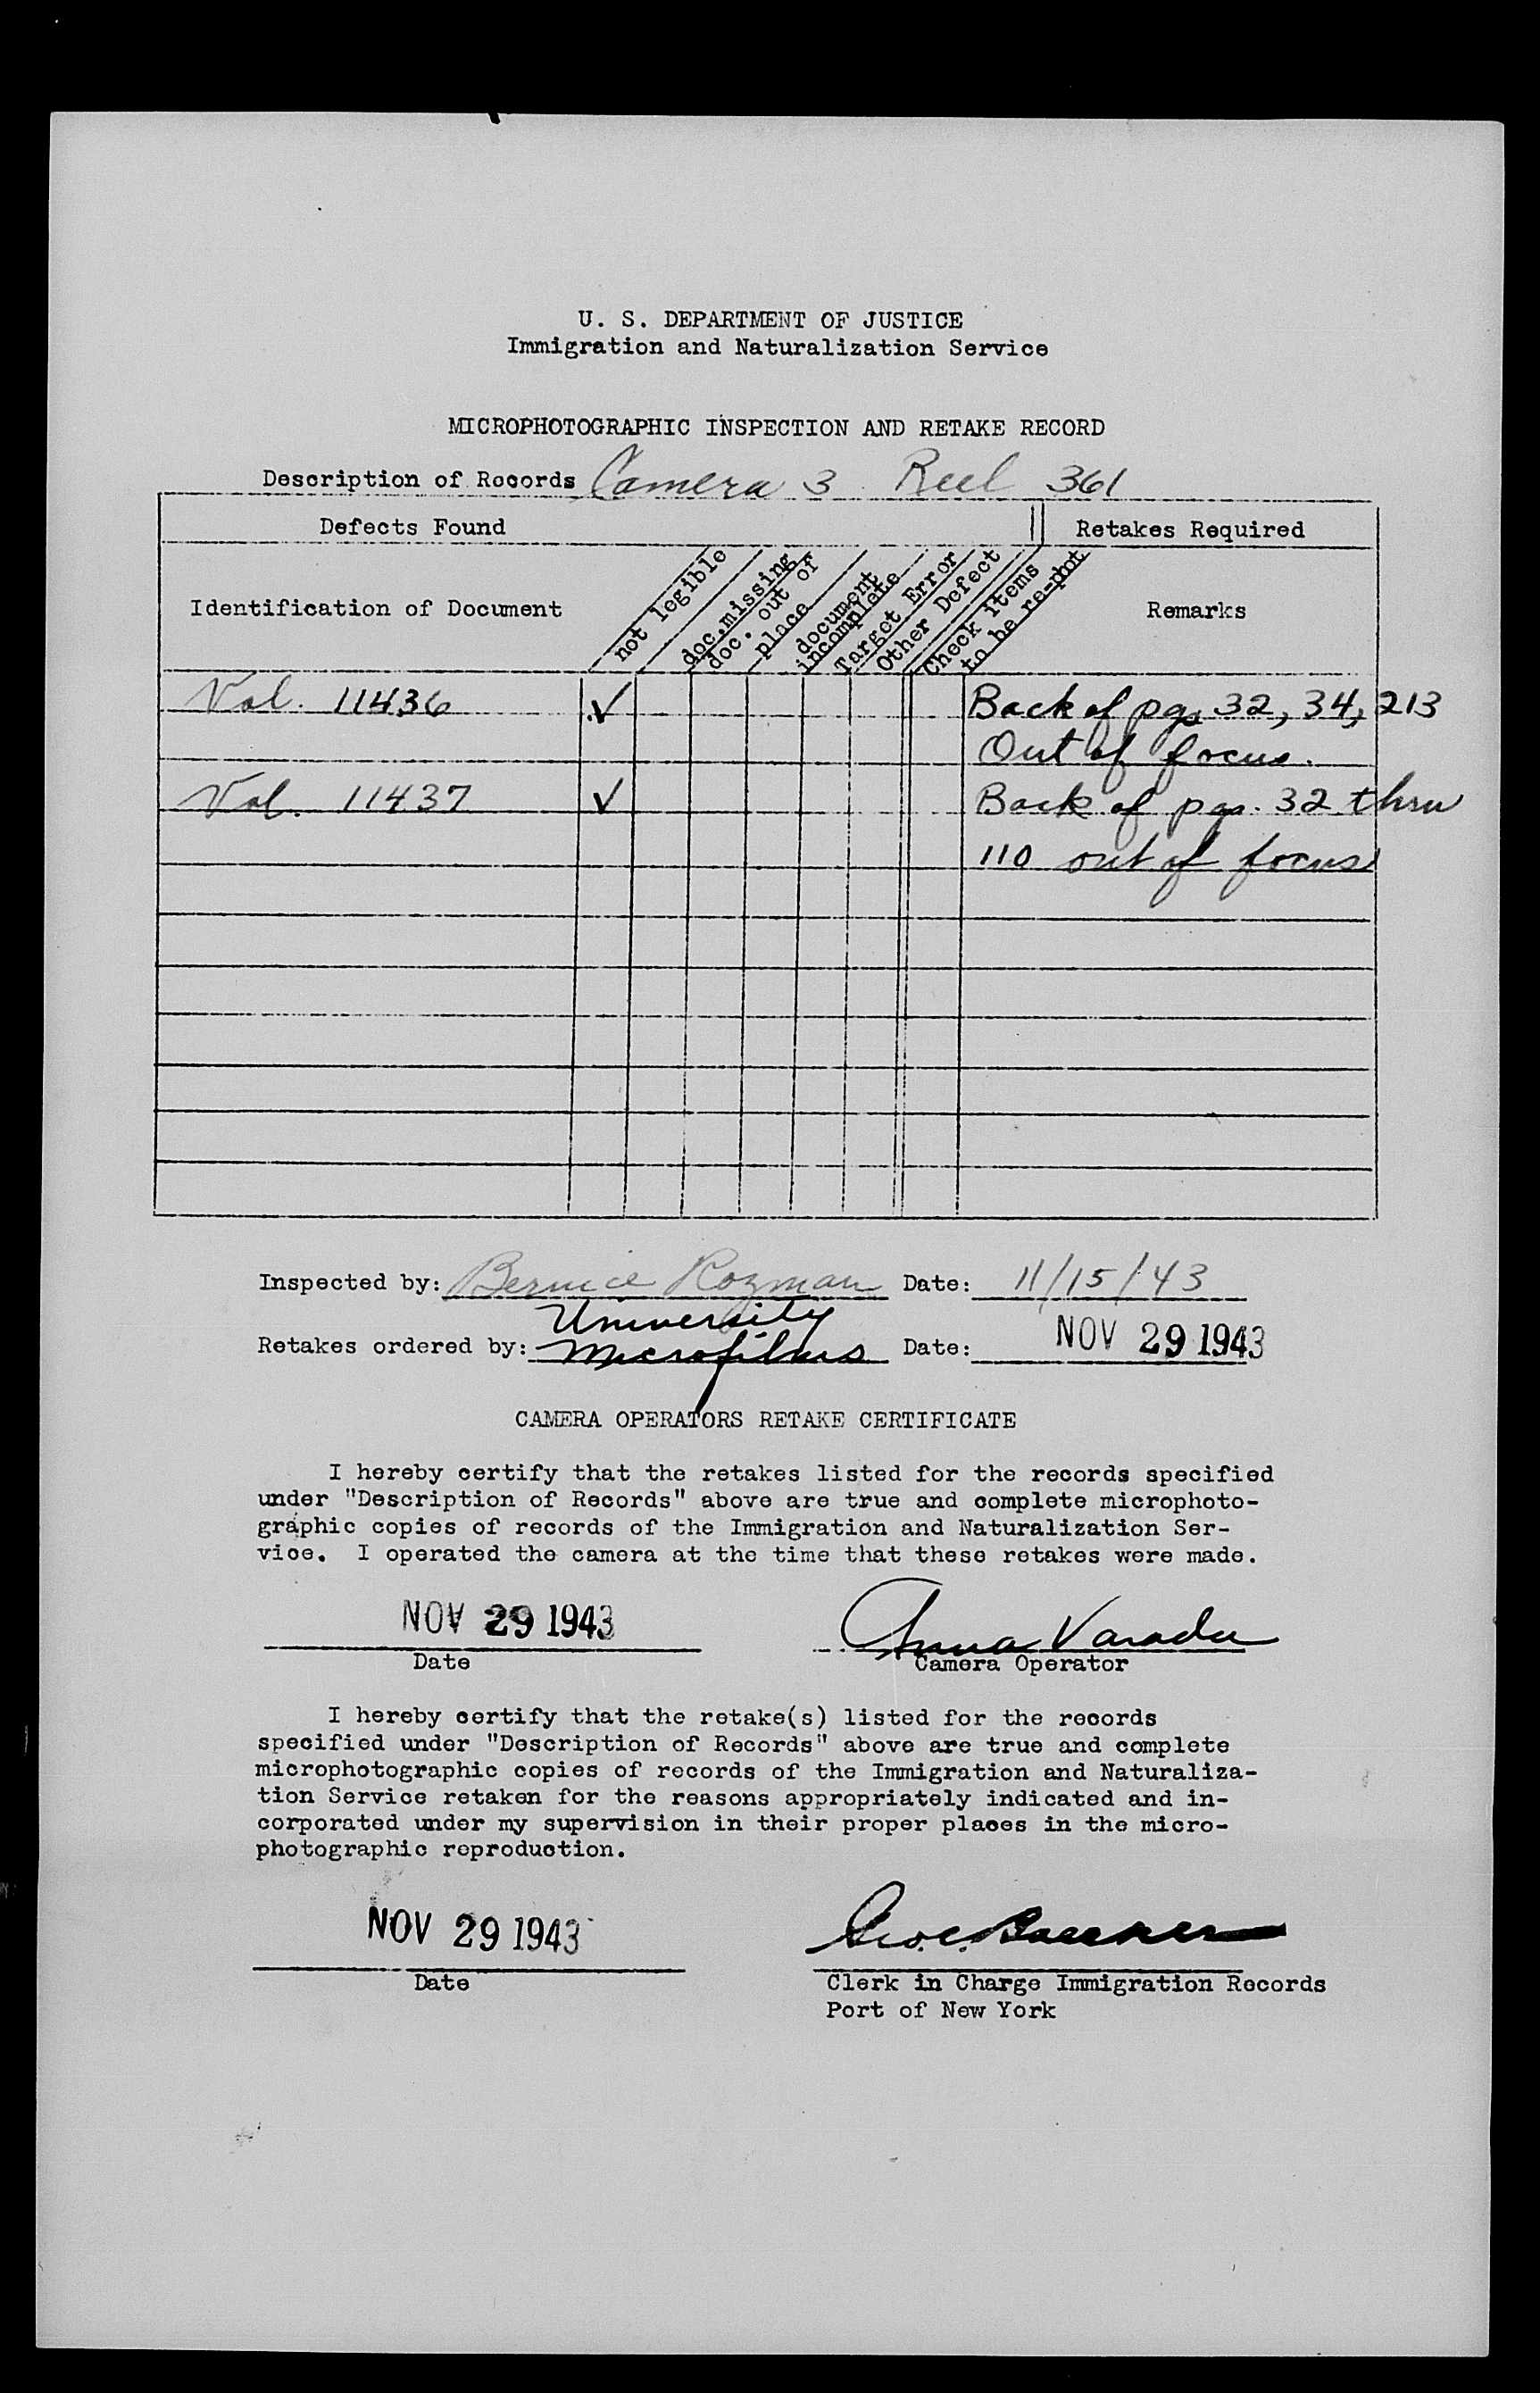 U. S. DEPARTMENT OF JUSTICE
Immigration and Naturalization Service
MICROPHOTOGRAPHIC INSPECTION AND RETAKE RECORD
Description of Records Camera 3 Reel 361
Defects Found Retakes Required
Identification of Document
not legible
doc. missing
doc. out of
place
document
incomplete
Target Error
Other Defect
Check items
to be re-phot
Remarks
Vol. 11436 ✓ Back of pgs 32, 34, 213
Out of focus.
Vol. 11437 ✓ Back of pgs. 32 thru
110 out of focus
Inspected by: Bernice Rozman Date: 11/15/43
University
Retakes ordered by: Microfilms Date: NOV 29 1943
CAMERA OPERATORS RETAKE CERTIFICATE
I hereby certify that the retakes listed for the records specified
under "Description of Records" above are true and complete microphoto-
graphic copies of records of the Immigration and Naturalization Ser-
vice. I operated the camera at the time that these retakes were made.
NOV 29 1943 Anna Varadu
Date Camera Operator
I hereby certify that the retake(s) listed for the records
specified under "Description of Records" above are true and complete
microphotographic copies of records of the Immigration and Naturaliza-
tion Service retaken for the reasons appropriately indicated and in-
corporated under my supervision in their proper places in the micro-
photographic reproduction.
NOV 29 1943
Date Clerk in Charge Immigration Records
Port of New York